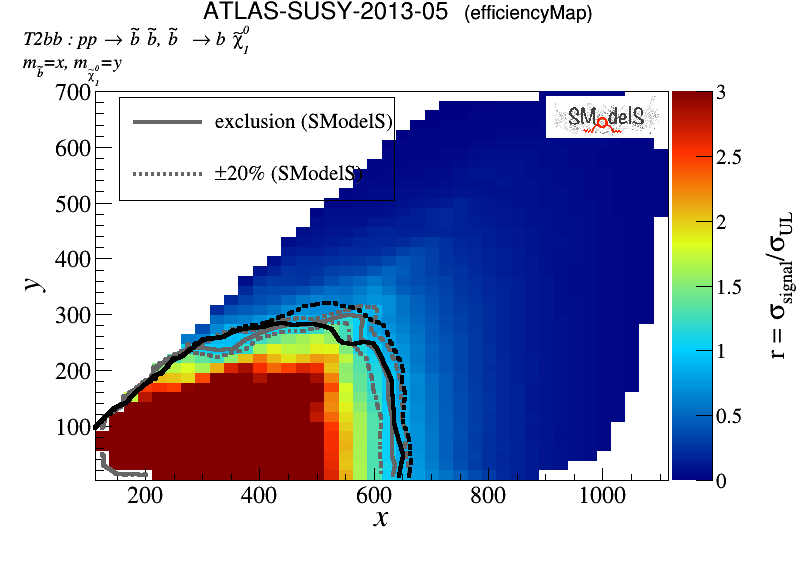 ATLAS-SUSY-2013-05 (efficiencyMap)
T2bb : pp → b̃ b̃, b̃ → b χ̃⁰₁
m_b̃=x, m_χ̃⁰₁=y
exclusion (SModelS)
±20% (SModelS)
SModelS
700
600
500
400
300
200
100
y
200 400 600 800 1000
x
3
2.5
2
1.5
1
0.5
0
r = σ_signal/σ_UL